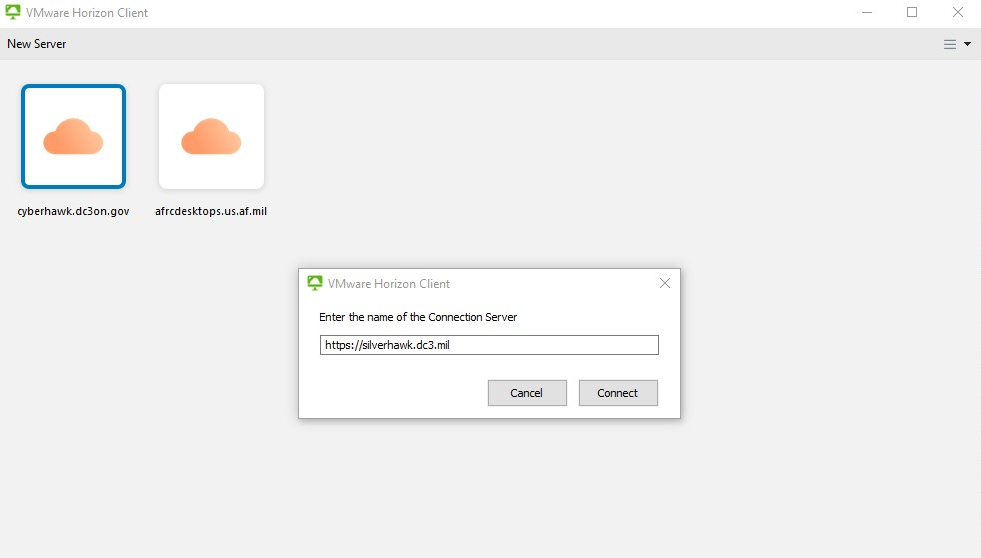 VMware Horizon Client
New Server
cyberhawk.dc3on.gov
afrcdesktops.us.af.mil
VMware Horizon Client
Enter the name of the Connection Server
https://silverhawk.dc3.mil
Cancel Connect